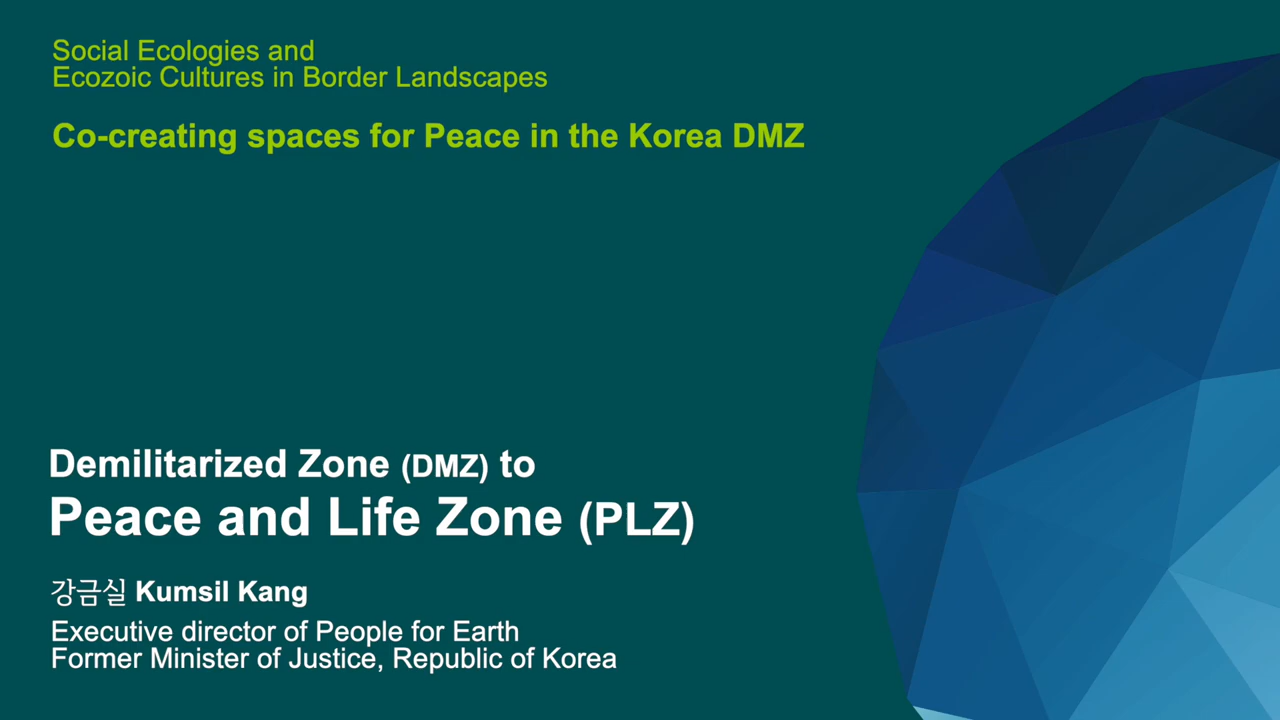 Social Ecologies and
Ecozoic Cultures in Border Landscapes
Co-creating spaces for Peace in the Korea DMZ
Demilitarized Zone (DMZ) to
Peace and Life Zone (PLZ)
강금실 Kumsil Kang
Executive director of People for Earth
Former Minister of Justice, Republic of Korea